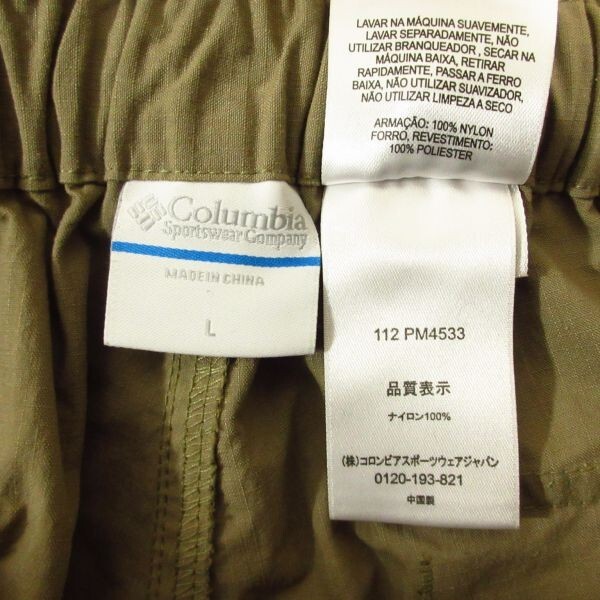 LAVAR NA MÁQUINA SUAVEMENTE,
LAVAR SEPARADAMENTE, NÃO
UTILIZAR BRANQUEADOR , SECAR NA
MÁQUINA BAIXA, RETIRAR
RAPIDAMENTE, PASSAR A FERRO
BAIXA, NÃO UTILIZAR SUAVIZADOR,
NÃO UTILIZAR LIMPEZA A SECO
ARMAÇÃO: 100% NYLON
FORRO, REVESTIMENTO:
100% POLIESTER
Columbia
Sportswear Company
MADE IN CHINA
L
112 PM4533
品質表示
ナイロン100%
(株)コロンビアスポーツウェアジャパン
0120-193-821
中国製